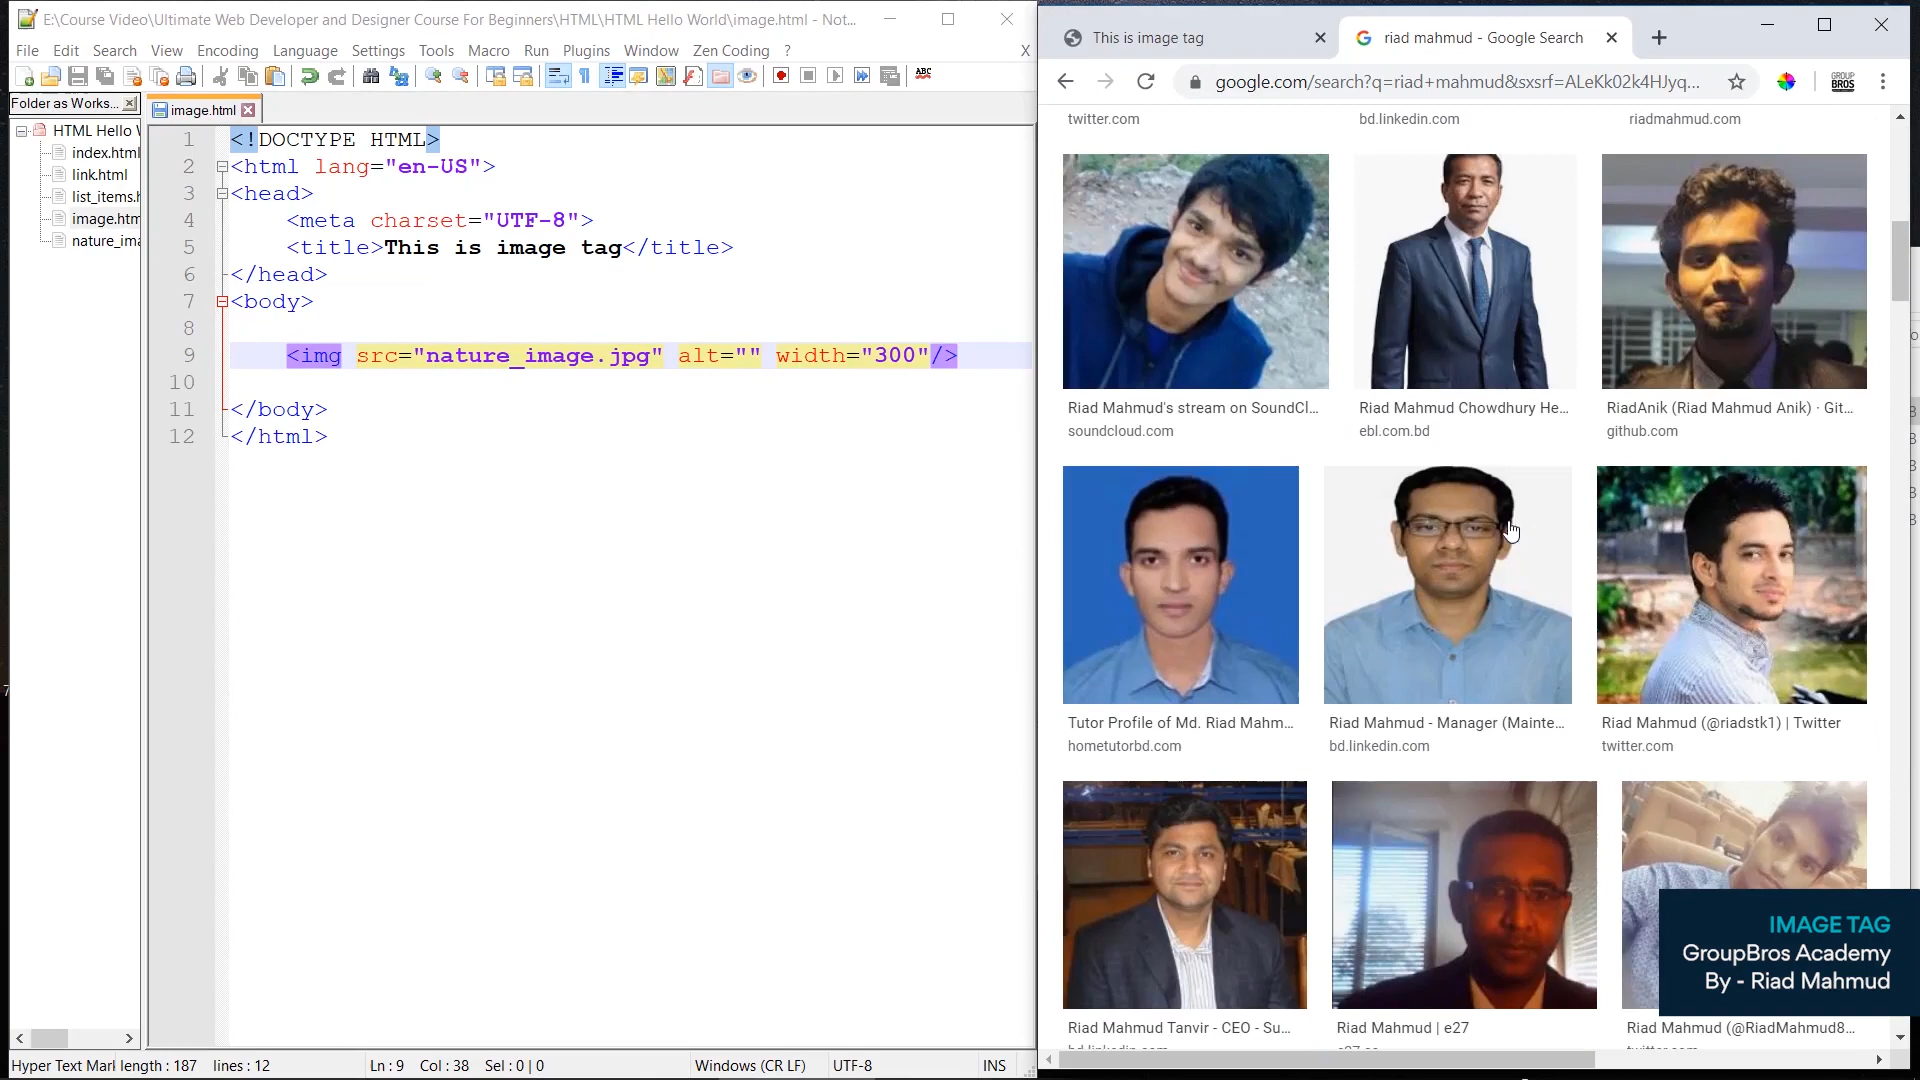 E:\Course Video\Ultimate Web Developer and Designer Course For Beginners\HTML\HTML Hello World\image.html - Not...
File Edit Search View Encoding Language Settings Tools Macro Run Plugins Window Zen Coding ?
X
ABC
Folder as Works...
image.html
HTML Hello
index.html
link.html
list_items.
image.htm
nature_ima
1 <!DOCTYPE HTML>
2 <html lang="en-US">
3 <head>
4 <meta charset="UTF-8">
5 <title>This is image tag</title>
6 </head>
7 <body>
8
9 <img src="nature_image.jpg" alt="" width="300"/>
10
11 </body>
12 </html>
Hyper Text Mark length : 187 lines : 12 Ln : 9 Col : 38 Sel : 0 | 0 Windows (CR LF) UTF-8 INS
This is image tag
riad mahmud - Google Search
google.com/search?q=riad+mahmud&sxsrf=ALeKk02k4HJyq...
GROUP
BROS
twitter.com bd.linkedin.com riadmahmud.com
Riad Mahmud's stream on SoundCl...
soundcloud.com
Riad Mahmud Chowdhury He...
ebl.com.bd
RiadAnik (Riad Mahmud Anik) · Git...
github.com
Tutor Profile of Md. Riad Mahm...
hometutorbd.com
Riad Mahmud - Manager (Mainte...
bd.linkedin.com
Riad Mahmud (@riadstk1) | Twitter
twitter.com
Riad Mahmud Tanvir - CEO - Su...
bd.linkedin.com
Riad Mahmud | e27
Riad Mahmud (@RiadMahmud8...
IMAGE TAG
GroupBros Academy
By - Riad Mahmud